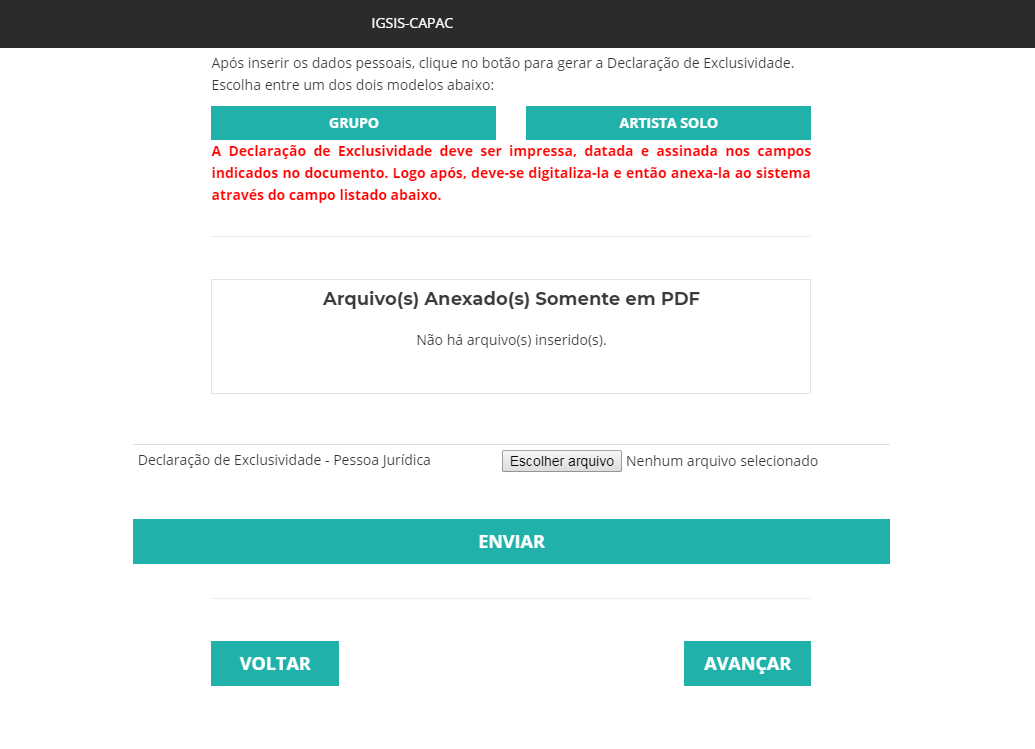 IGSIS-CAPAC
Após inserir os dados pessoais, clique no botão para gerar a Declaração de Exclusividade.
Escolha entre um dos dois modelos abaixo:
GRUPO
ARTISTA SOLO
A Declaração de Exclusividade deve ser impressa, datada e assinada nos campos
indicados no documento. Logo após, deve-se digitaliza-la e então anexa-la ao sistema
através do campo listado abaixo.
Arquivo(s) Anexado(s) Somente em PDF
Não há arquivo(s) inserido(s).
Declaração de Exclusividade - Pessoa Jurídica
Escolher arquivo Nenhum arquivo selecionado
ENVIAR
VOLTAR
AVANÇAR